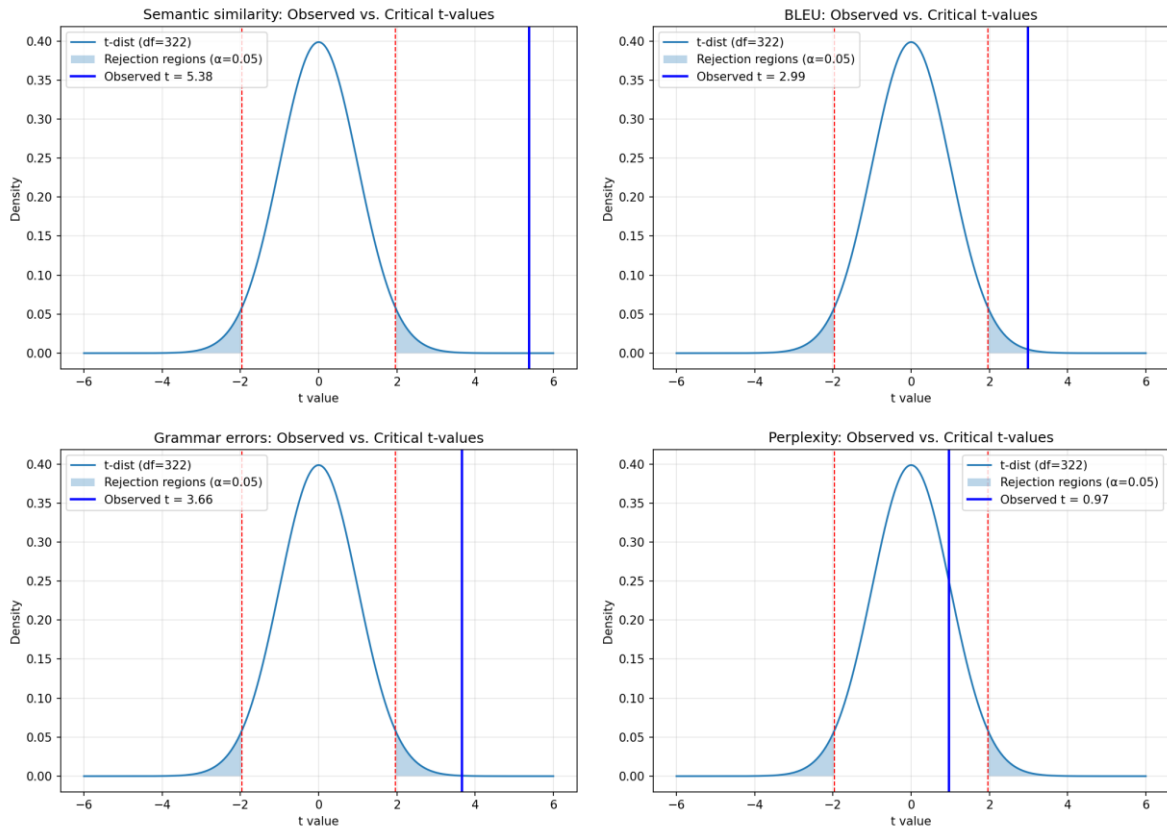 Semantic similarity: Observed vs. Critical t-values
t-dist (df=322)
Rejection regions (α=0.05)
Observed t = 5.38
0.40
0.35
0.30
0.25
0.20
0.15
0.10
0.05
0.00
Density
−6
−4
−2
0
2
4
6
t value
BLEU: Observed vs. Critical t-values
t-dist (df=322)
Rejection regions (α=0.05)
Observed t = 2.99
0.40
0.35
0.30
0.25
0.20
0.15
0.10
0.05
0.00
Density
−6
−4
−2
0
2
4
6
t value
Grammar errors: Observed vs. Critical t-values
t-dist (df=322)
Rejection regions (α=0.05)
Observed t = 3.66
0.40
0.35
0.30
0.25
0.20
0.15
0.10
0.05
0.00
Density
−6
−4
−2
0
2
4
6
t value
Perplexity: Observed vs. Critical t-values
t-dist (df=322)
Rejection regions (α=0.05)
Observed t = 0.97
0.40
0.35
0.30
0.25
0.20
0.15
0.10
0.05
0.00
Density
−6
−4
−2
0
2
4
6
t value